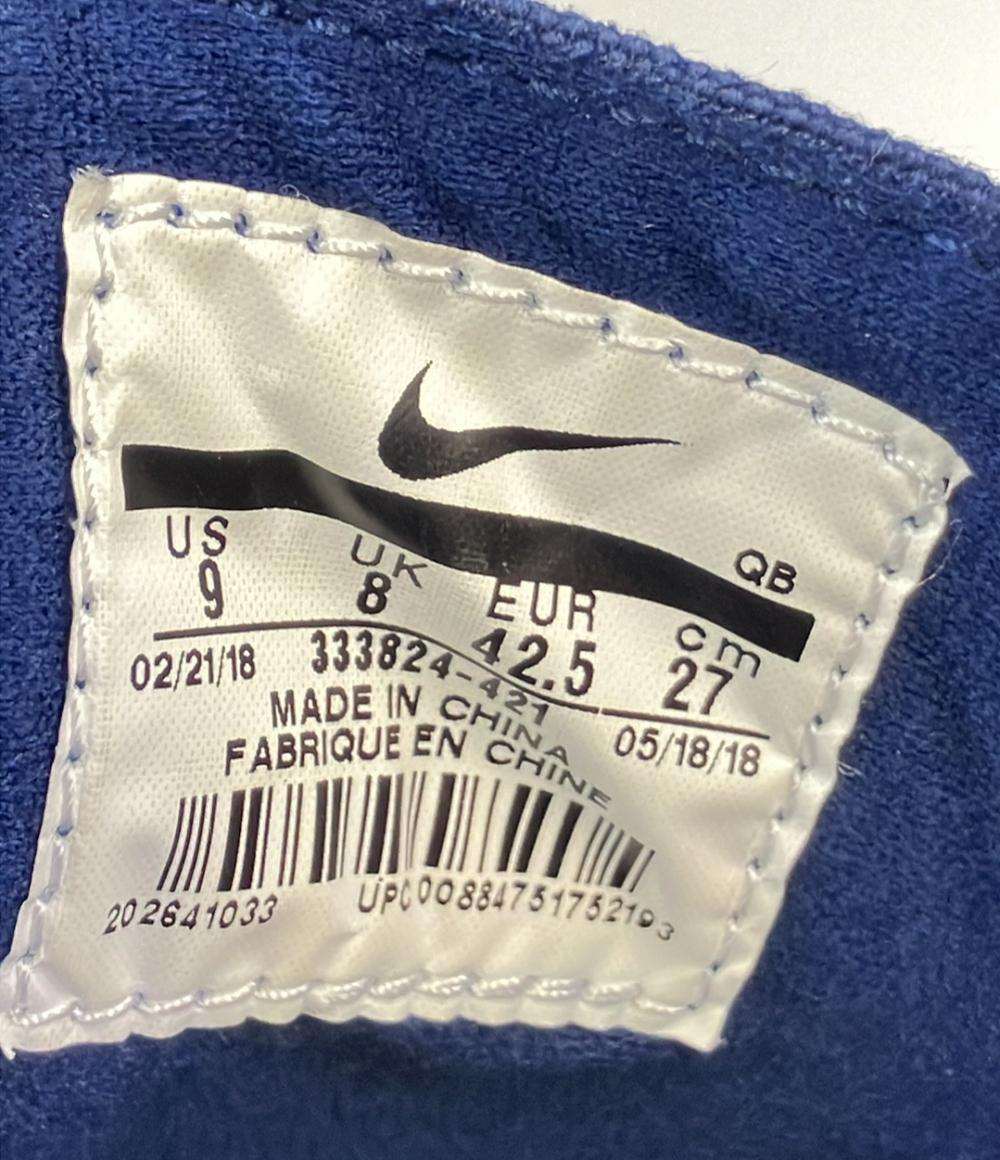 QB
US UK EUR cm
9 8 42.5 27
02/21/18 333824-421 05/18/18
MADE IN CHINA
FABRIQUE EN CHINE
202641033 UPC00884751752193